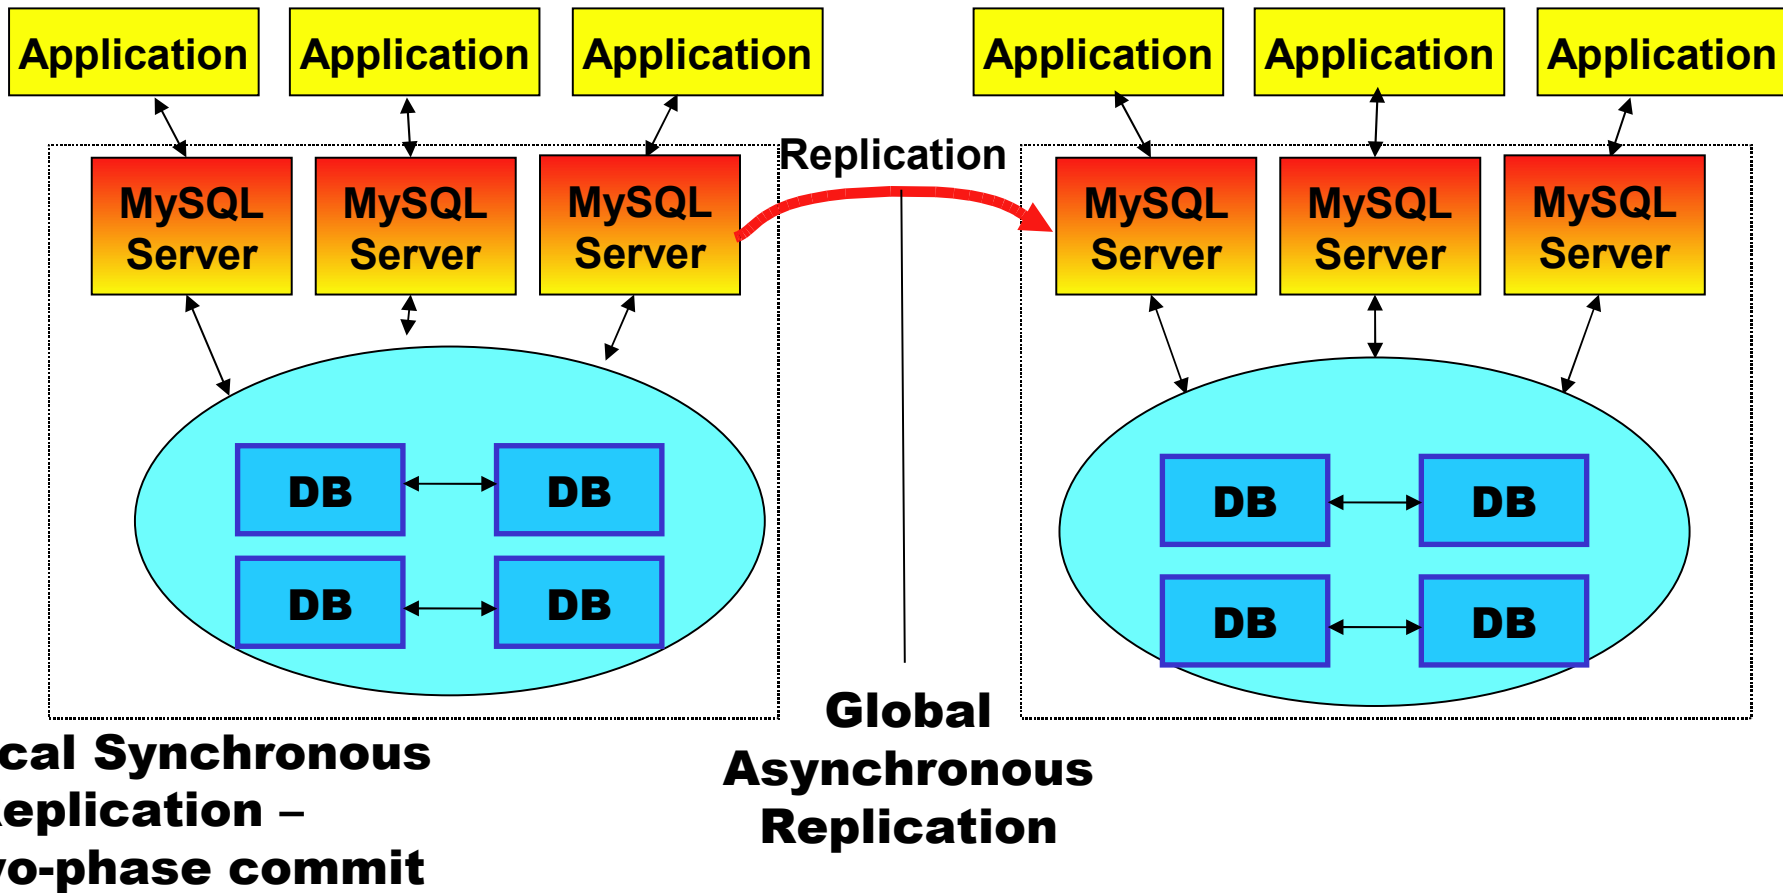 Application
Application
Application
Application
Application
Application
Replication
MySQL
Server
MySQL
Server
MySQL
Server
MySQL
Server
MySQL
Server
MySQL
Server
DB
DB
DB
DB
DB
DB
DB
DB
Global
Asynchronous
Replication
cal Synchronous
eplication –
o-phase commit